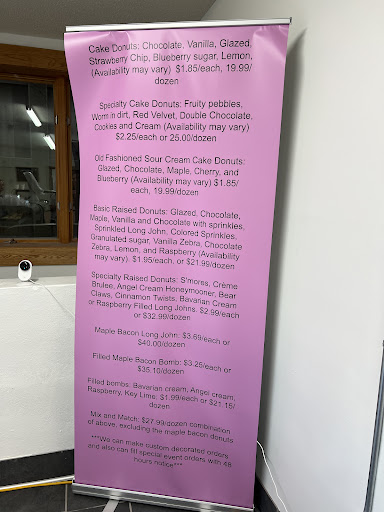 Cake Donuts: Chocolate, Vanilla, Glazed,
Strawberry Chip, Blueberry sugar, Lemon,
(Availability may vary) $1.85/each, 19.99/
dozen
Specialty Cake Donuts: Fruity pebbles,
Worm in dirt, Red Velvet, Double Chocolate,
Cookies and Cream (Availability may vary)
$2.25/each or 25.00/dozen
Old Fashioned Sour Cream Cake Donuts:
Glazed, Chocolate, Maple, Cherry, and
Blueberry (Availability may vary) $1.85/
each, 19.99/dozen
Basic Raised Donuts: Glazed, Chocolate,
Maple, Vanilla and Chocolate with sprinkles,
Sprinkled Long John, Colored Sprinkles,
Granulated sugar, Vanilla Zebra, Chocolate
Zebra, Lemon, and Raspberry (Availability
may vary). $1.95/each, or $21.99/dozen
Specialty Raised Donuts: S'mores, Crème
Brulee, Angel Cream Honeymooner, Bear
Claws, Cinnamon Twists, Bavarian Cream
or Raspberry Filled Long Johns. $2.99/each
or $32.99/dozen
Maple Bacon Long John: $3.69/each or
$40.00/dozen
Filled Maple Bacon Bomb: $3.25/each or
$35.10/dozen
Filled bombs: Bavarian cream, Angel cream,
Raspberry, Key Lime; $1.99/each or $21.15/
dozen
Mix and Match: $27.99/dozen combination
of above, excluding the maple bacon donuts
***We can make custom decorated orders
and also can fill special event orders with 48
hours notice***